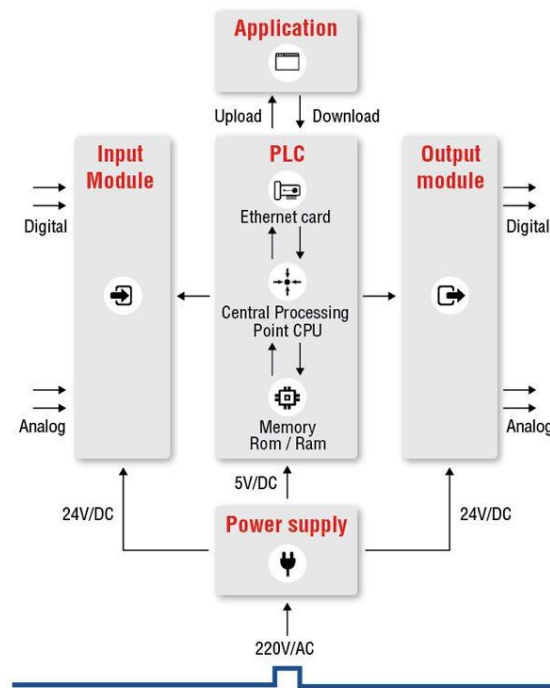 Application
Upload
Download
Input
Module
Digital
Analog
PLC
Ethernet card
Central Processing
Point CPU
Memory
Rom / Ram
Output
module
Digital
Analog
24V/DC
5V/DC
24V/DC
Power supply
220V/AC